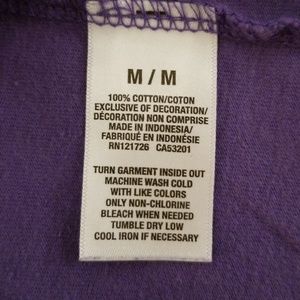 M / M
100% COTTON/COTON
EXCLUSIVE OF DECORATION/
DÉCORATION NON COMPRISE
MADE IN INDONESIA/
FABRIQUÉ EN INDONÉSIE
RN121726 CA53201
TURN GARMENT INSIDE OUT
MACHINE WASH COLD
WITH LIKE COLORS
ONLY NON-CHLORINE
BLEACH WHEN NEEDED
TUMBLE DRY LOW
COOL IRON IF NECESSARY